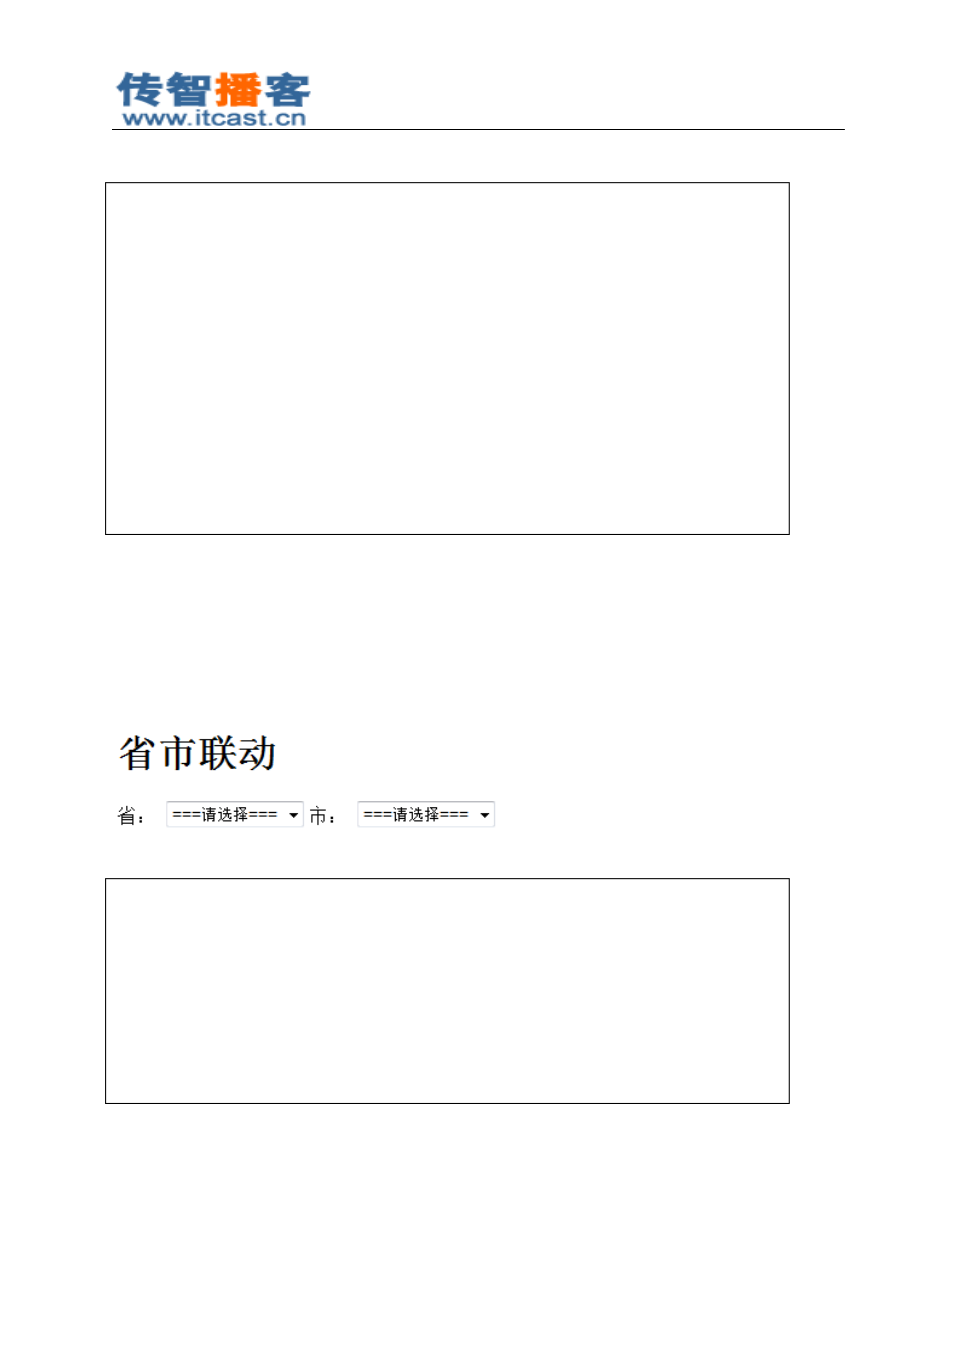 传智播客
www.itcast.cn
省市联动
省： ===请选择=== 市： ===请选择===